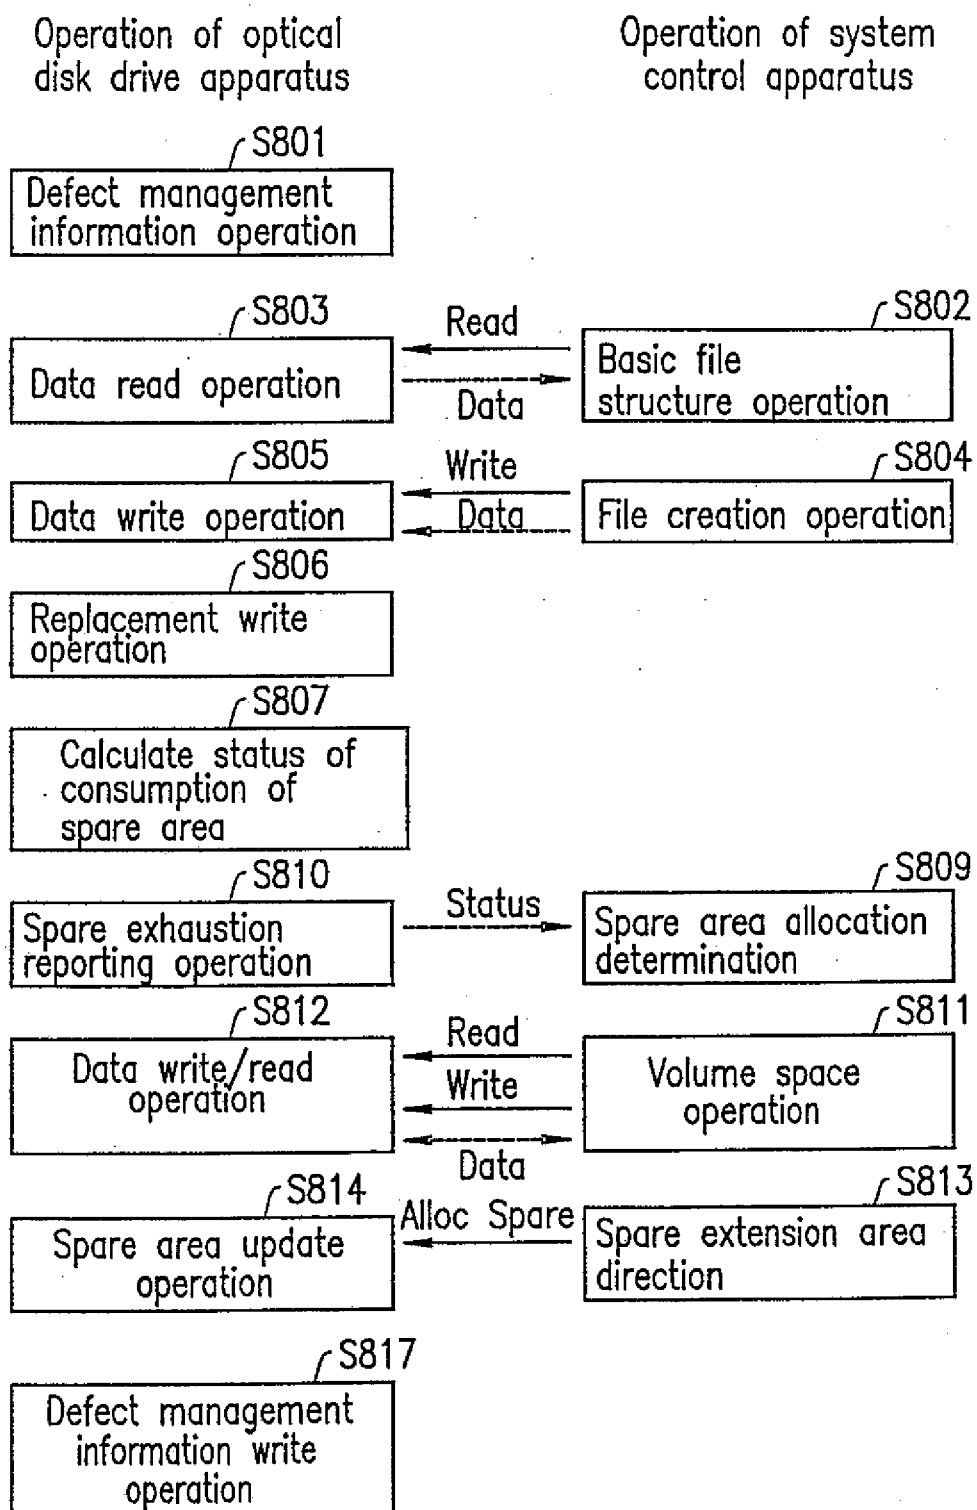 Operation of optical
disk drive apparatus
Operation of system
control apparatus
S801
Defect management
information operation
S803
Data read operation
Read
Data
S802
Basic file
structure operation
S805
Data write operation
Write
Data
S804
File creation operation
S806
Replacement write
operation
S807
Calculate status of
consumption of
spare area
S810
Spare exhaustion
reporting operation
Status
S809
Spare area allocation
determination
S812
Data write/read
operation
Read
Write
Data
S811
Volume space
operation
S814
Spare area update
operation
Alloc Spare
S813
Spare extension area
direction
S817
Defect management
information write
operation